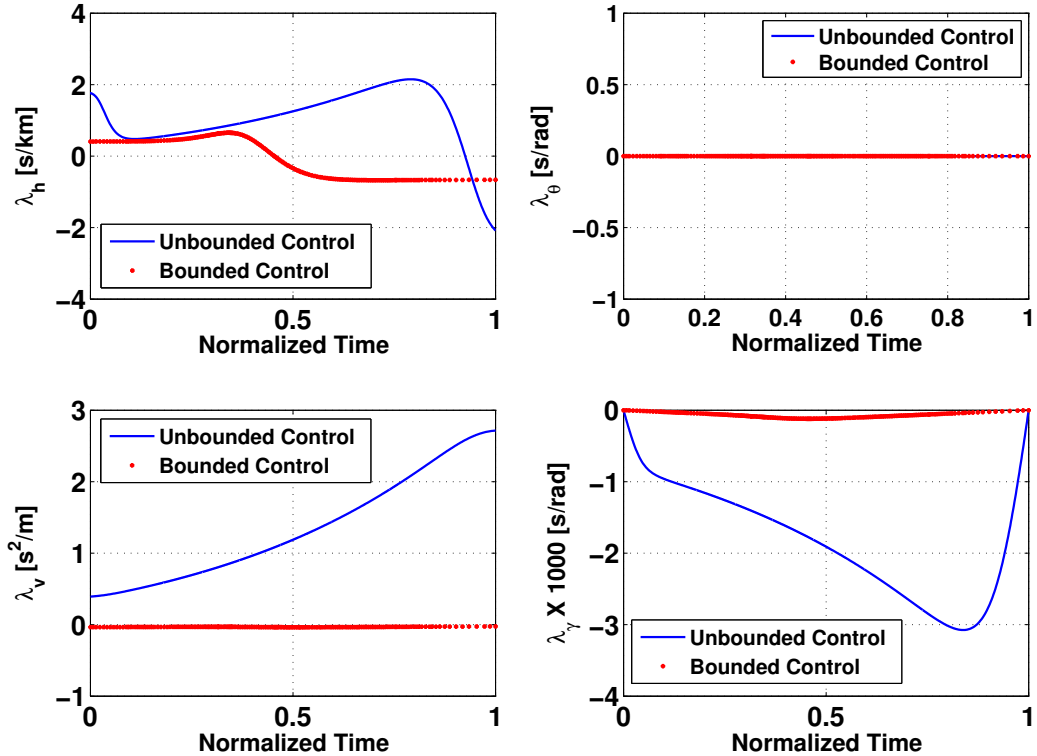 4
2
0
−2
−4
λh [s/km]
Unbounded Control
Bounded Control
0
0.5
1
Normalized Time
1
0.5
0
−0.5
−1
λθ [s/rad]
Unbounded Control
Bounded Control
0
0.2
0.4
0.6
0.8
1
Normalized Time
3
2
1
0
−1
λv [s²/m]
Unbounded Control
Bounded Control
0
0.5
1
Normalized Time
0
−1
−2
−3
−4
λγ X 1000 [s/rad]
Unbounded Control
Bounded Control
0
0.5
1
Normalized Time